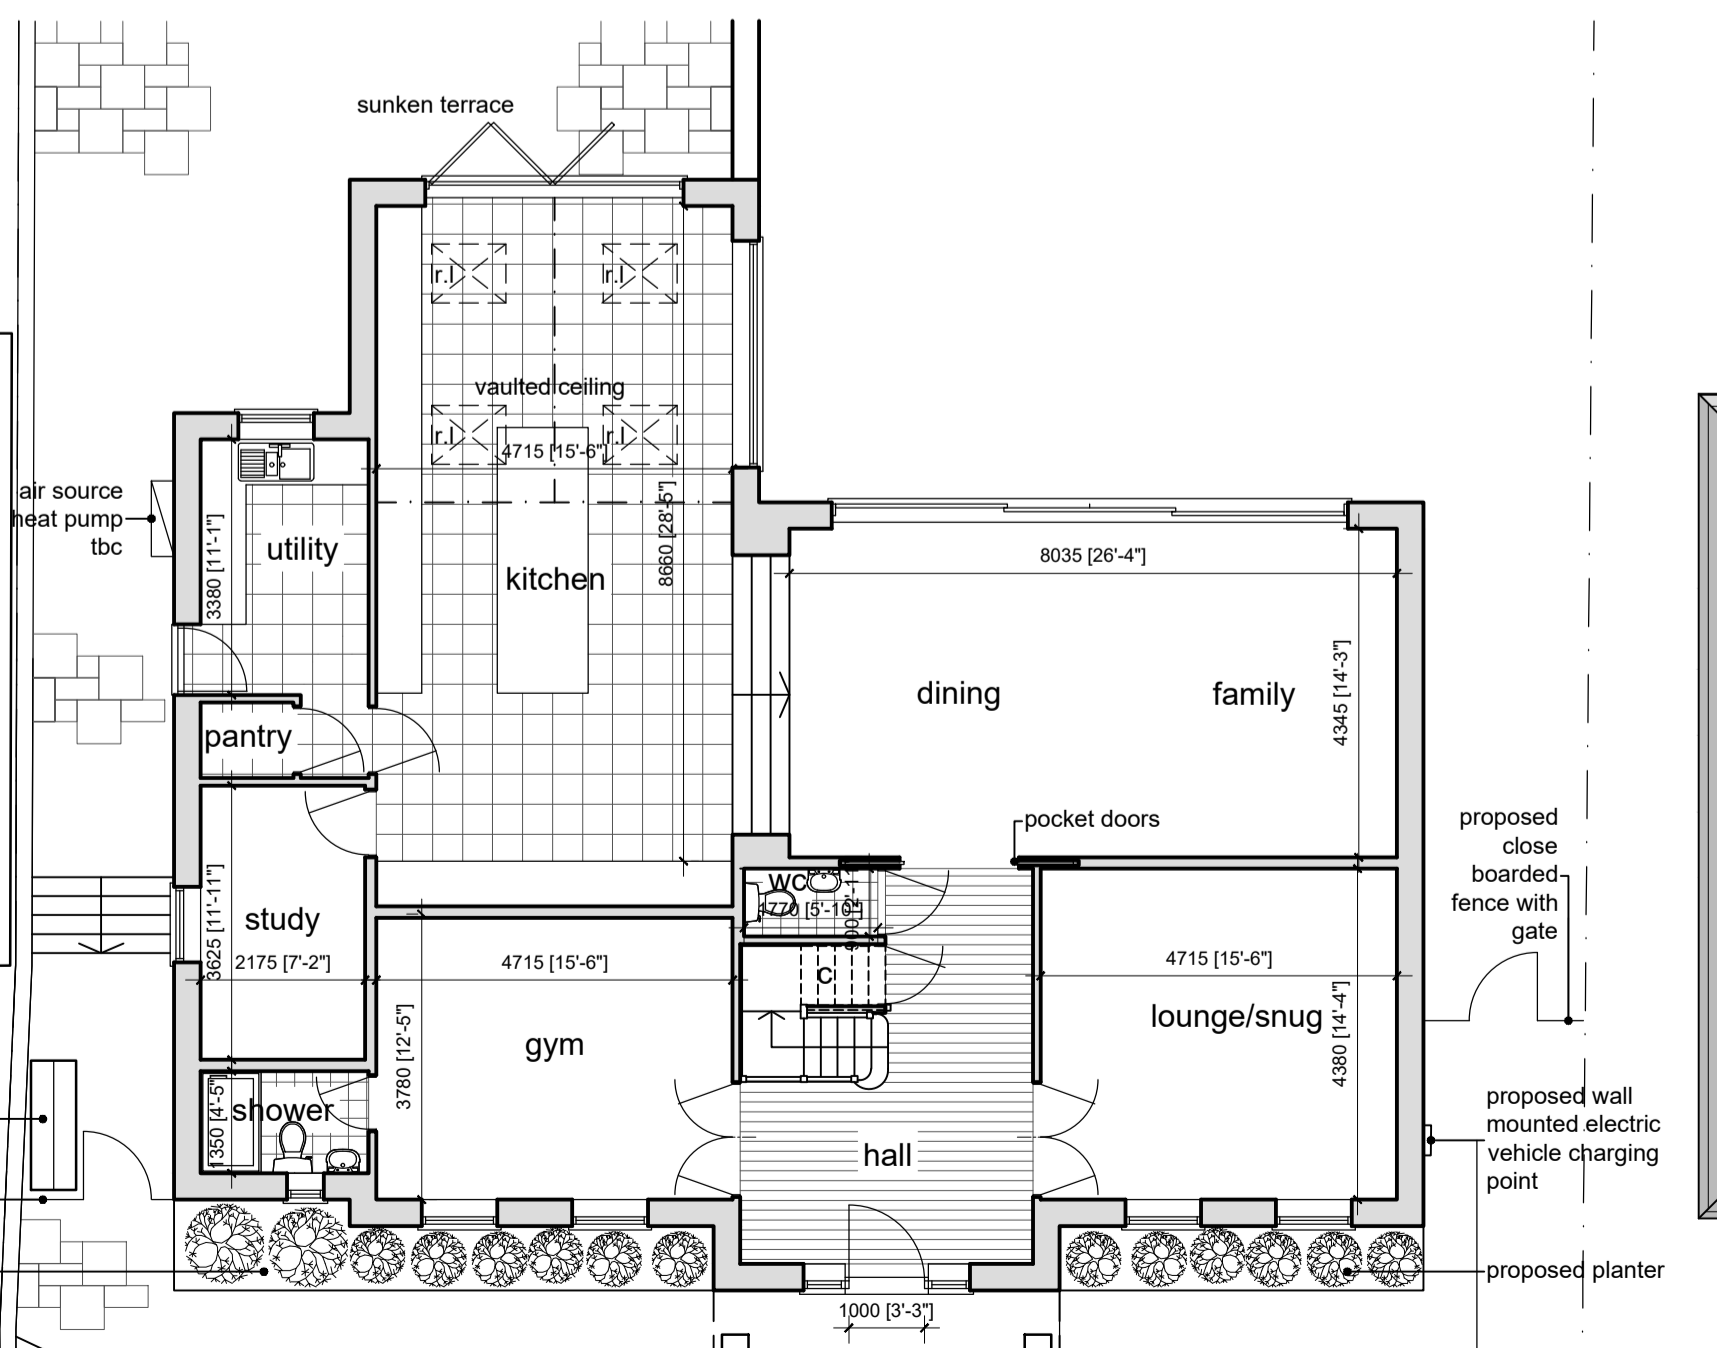 sunken terrace
r.l
r.l
vaulted ceiling
r.l
r.l
4715 [15'-6"]
air source
heat pump
tbc
3380 [11'-1"]
utility
kitchen
8660 [28'-5"]
8035 [26'-4"]
dining
family
4345 [14'-3"]
pantry
pocket doors
proposed
close
boarded
fence with
gate
wc
1770 [5'-10"]
study
3625 [11'-11"]
2175 [7'-2"]
4715 [15'-6"]
c
4715 [15'-6"]
lounge/snug
gym
3780 [12'-5"]
4380 [14'-4"]
shower
1350 [4'-5"]
hall
proposed wall
mounted electric
vehicle charging
point
proposed planter
1000 [3'-3"]